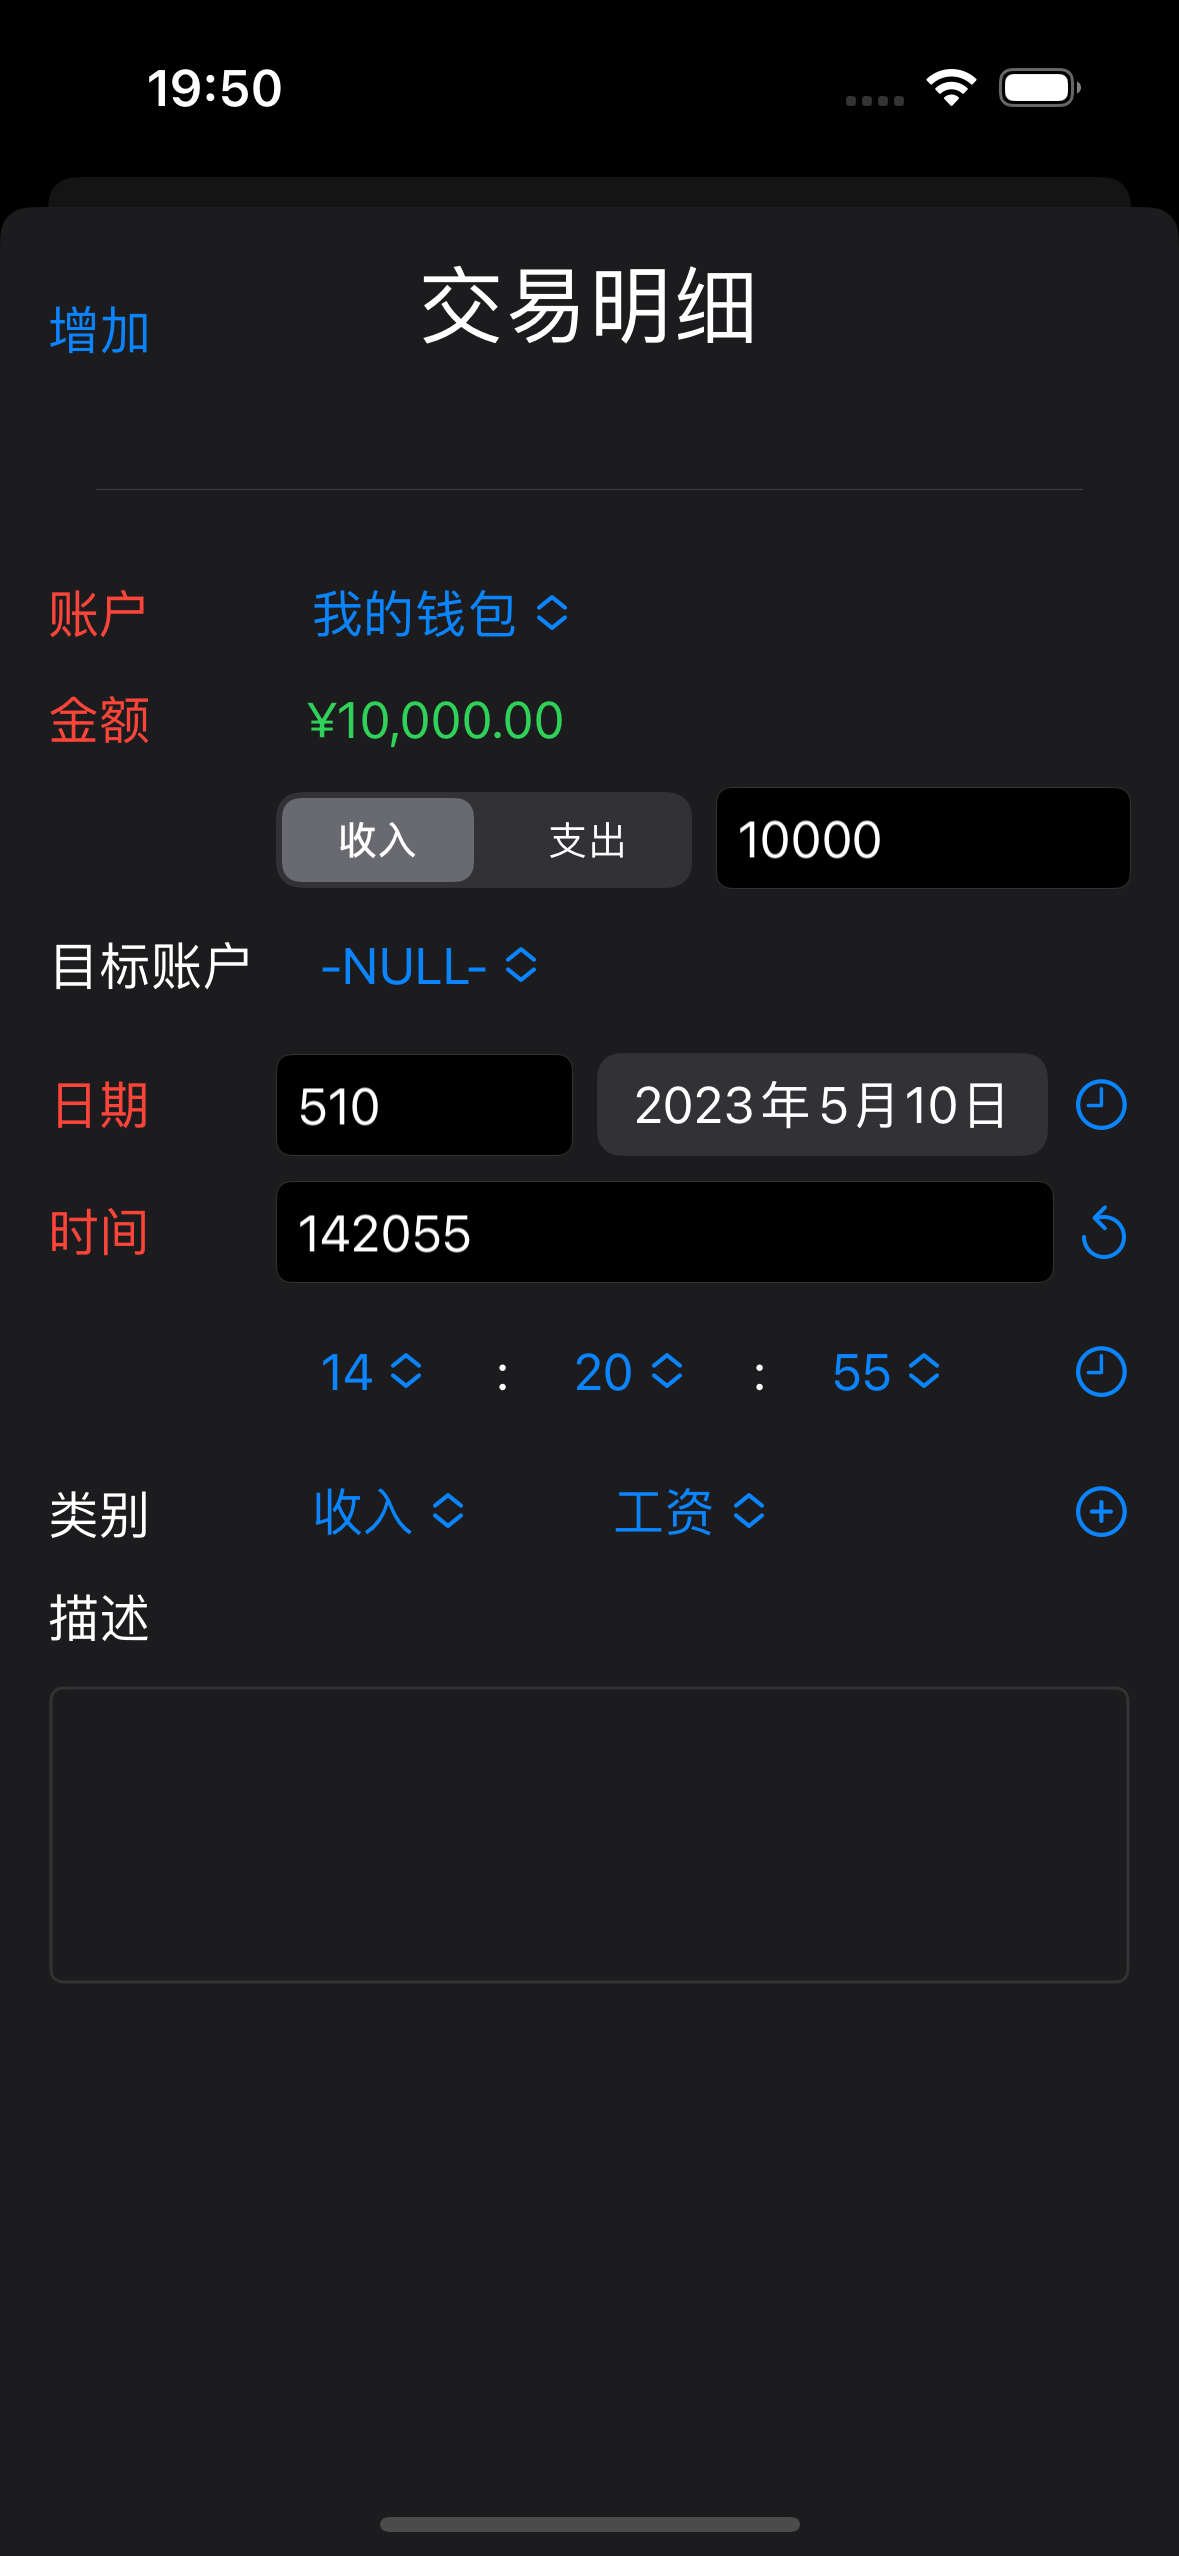 19:50
增加
交易明细
账户 我的钱包
金额 ¥10,000.00
收入 支出 10000
目标账户 -NULL-
日期 510 2023年5月10日
时间 142055
14 : 20 : 55
类别 收入 工资
描述